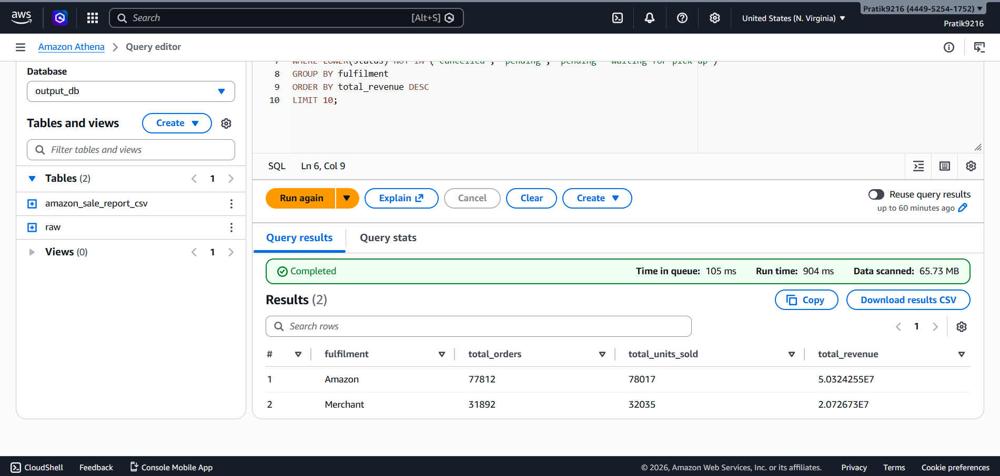 aws
Search
[Alt+S]
United States (N. Virginia) ▼
Pratik9216 (4449-5254-1752) ▼
Pratik9216
Amazon Athena > Query editor
Database
output_db
Tables and views
Create
Filter tables and views
Tables (2)
1
amazon_sale_report_csv
raw
Views (0)
1
8 GROUP BY fulfilment
9 ORDER BY total_revenue DESC
10 LIMIT 10;
SQL
Ln 6, Col 9
Run again
Explain
Cancel
Clear
Create
Reuse query results
up to 60 minutes ago
Query results
Query stats
Completed
Time in queue: 105 ms
Run time: 904 ms
Data scanned: 65.73 MB
Results (2)
Copy
Download results CSV
Search rows
1
# fulfilment total_orders total_units_sold total_revenue
1 Amazon 77812 78017 5.0324255E7
2 Merchant 31892 32035 2.072673E7
CloudShell
Feedback
Console Mobile App
© 2026, Amazon Web Services, Inc. or its affiliates.
Privacy
Terms
Cookie preferences